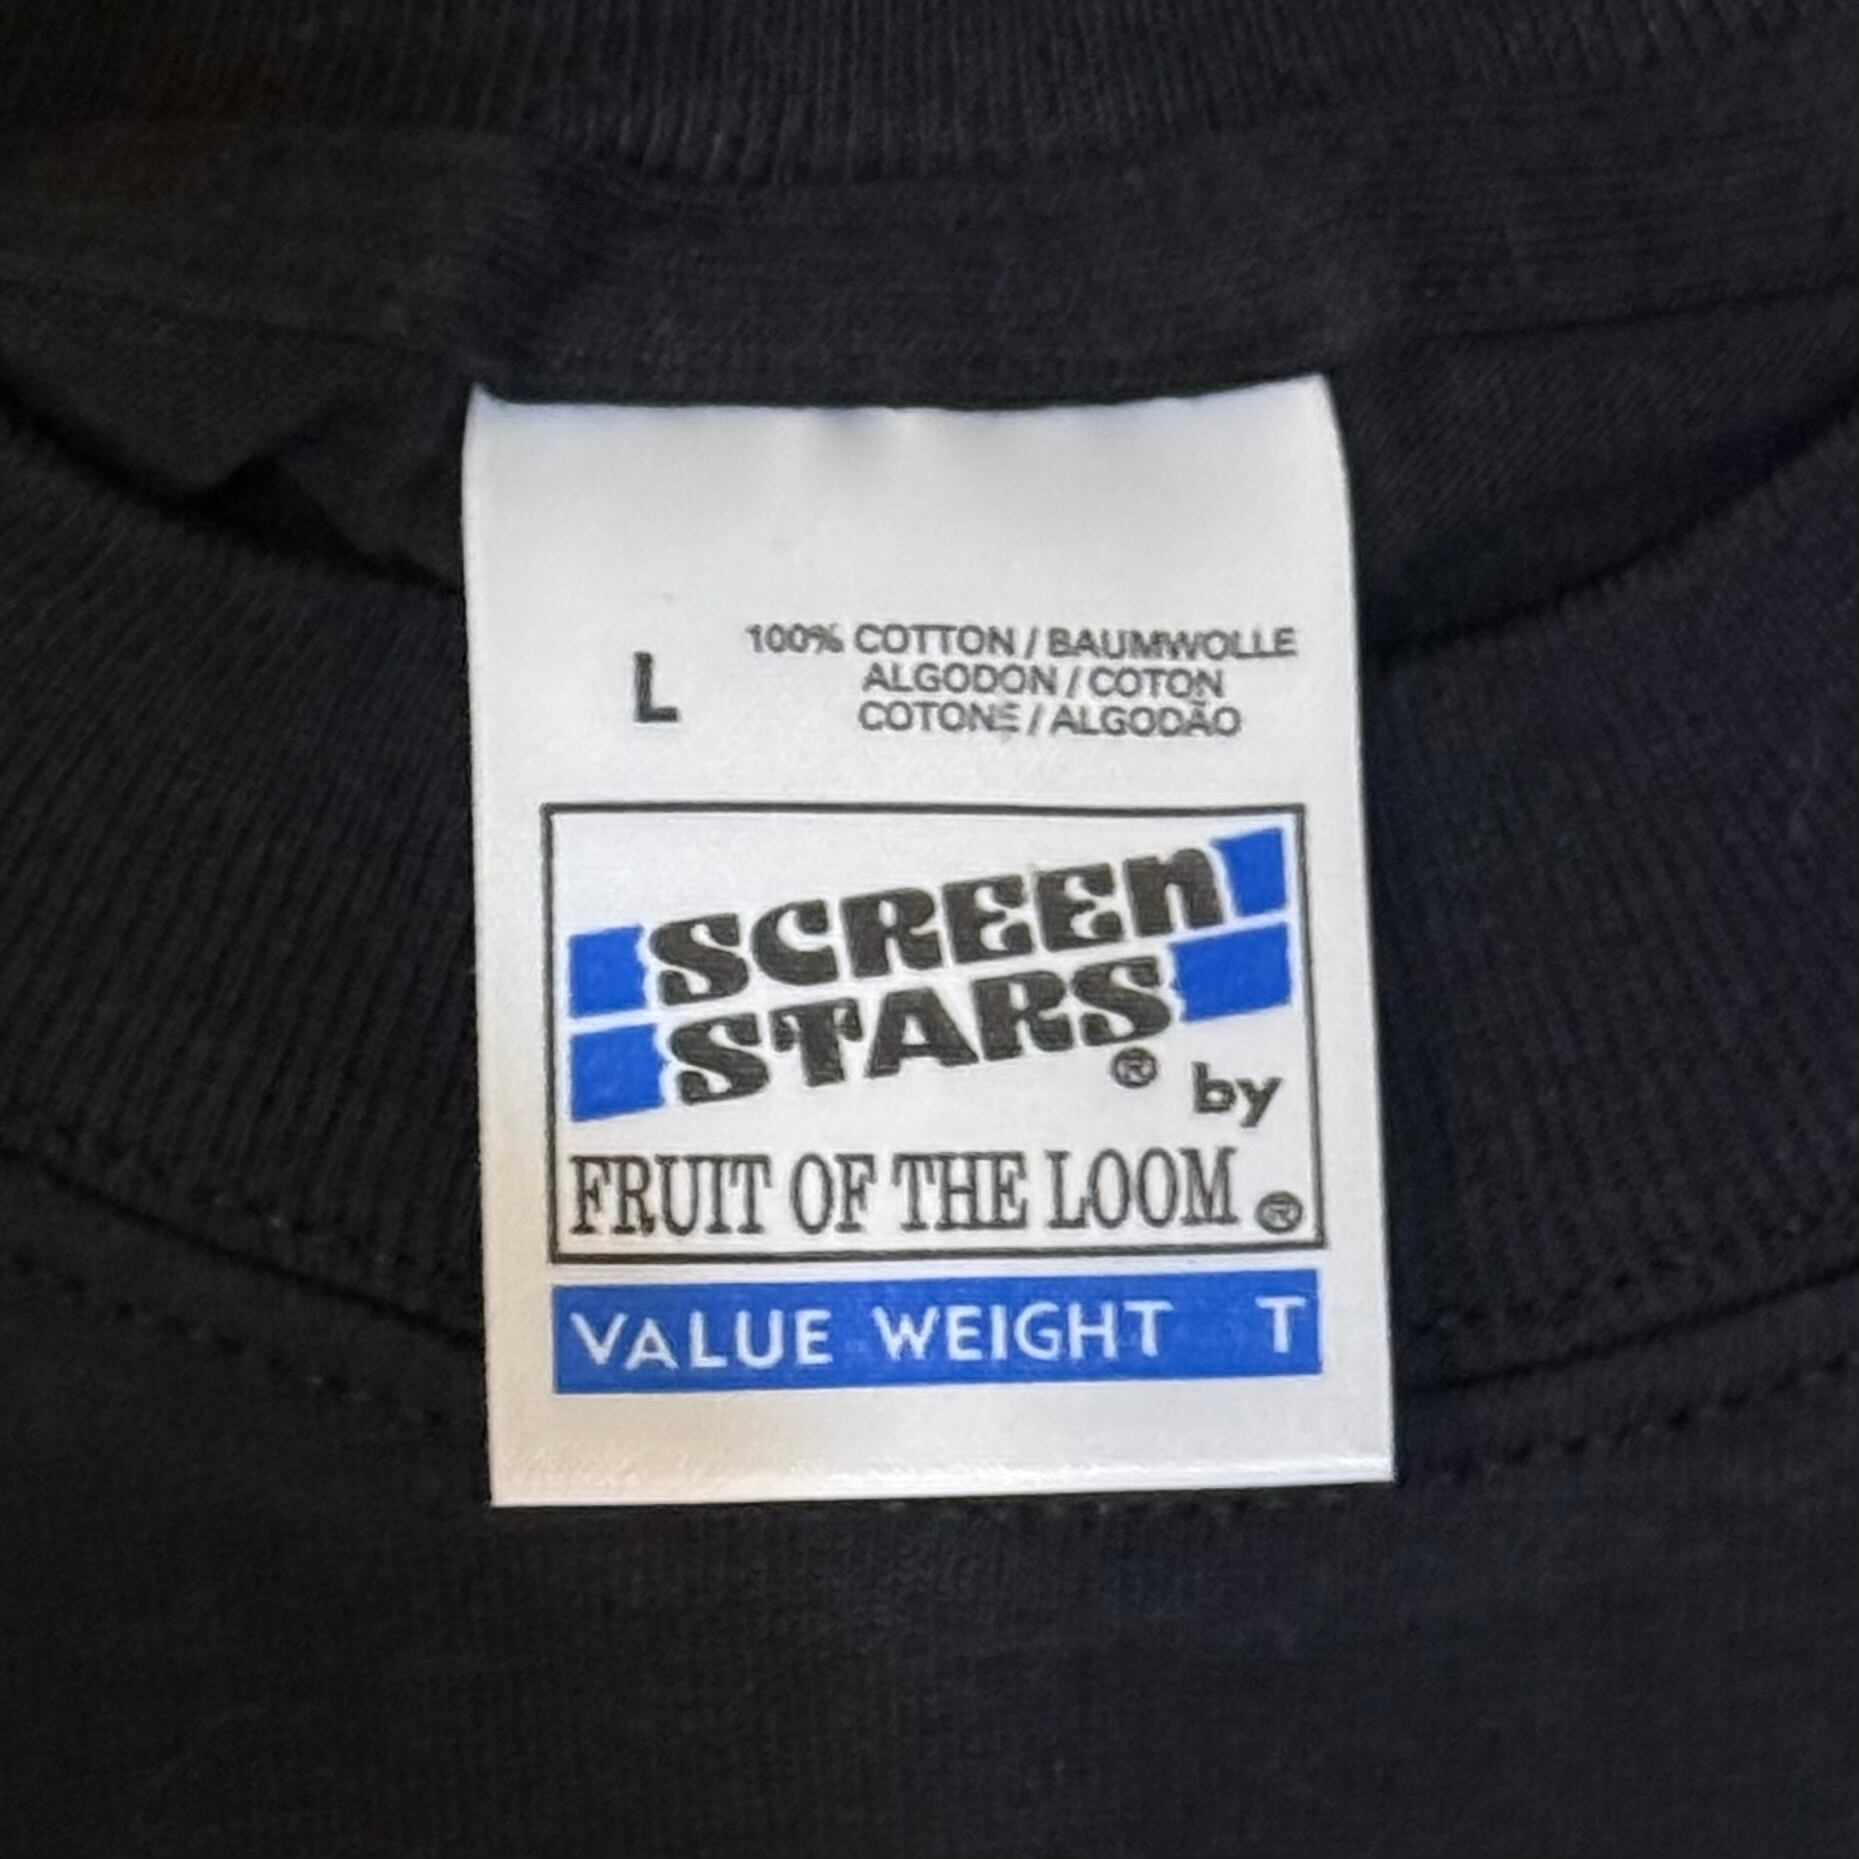 L
100% COTTON / BAUMWOLLE
ALGODON / COTON
COTONE / ALGODÃO
SCREEN
STARS® by
FRUIT OF THE LOOM®
VALUE WEIGHT T